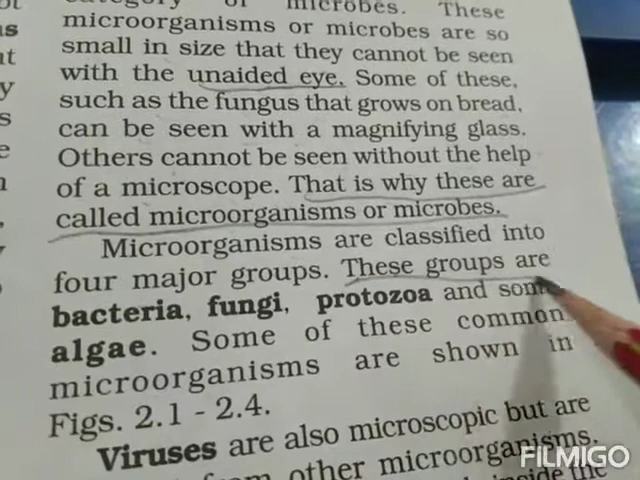 microbes. These
microorganisms or microbes are so
small in size that they cannot be seen
with the unaided eye. Some of these,
such as the fungus that grows on bread,
can be seen with a magnifying glass.
Others cannot be seen without the help
of a microscope. That is why these are
called microorganisms or microbes.
Microorganisms are classified into
four major groups. These groups are
bacteria, fungi, protozoa and some
algae. Some of these common
microorganisms are shown in
Figs. 2.1 - 2.4.
Viruses are also microscopic but are
from other microorganisms.
inside the
FILMIGO